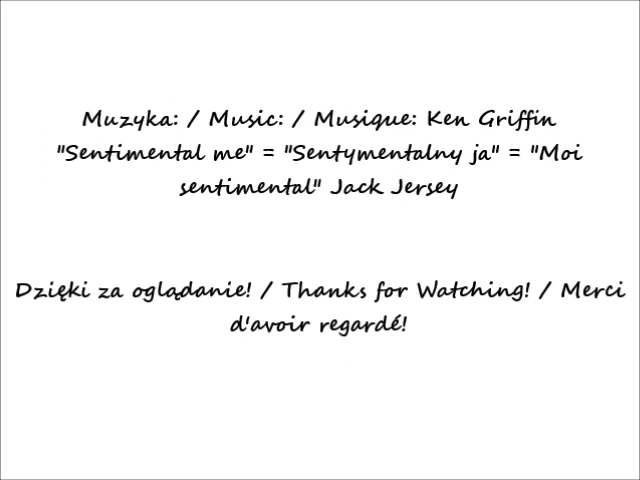 Muzyka: / Music: / Musique: Ken Griffin
"Sentimental me" = "Sentymentalny ja" = "Moi
sentimental" Jack Jersey
Dzięki za oglądanie! / Thanks for Watching! / Merci
d'avoir regardé!